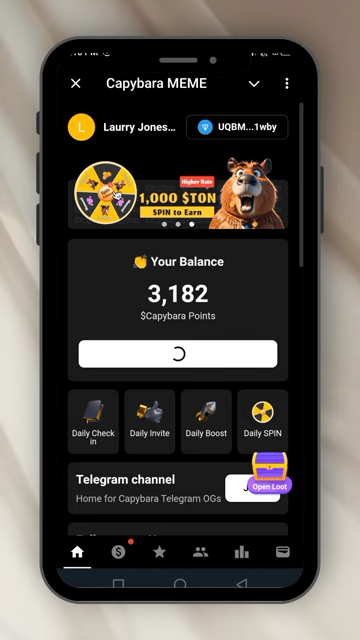 Capybara MEME
L
Laurry Jones...
UQBM...1wby
Higher Rate
1,000 $TON
SPIN to Earn
👏 Your Balance
3,182
$Capybara Points
Daily Check in
Daily Invite
Daily Boost
Daily SPIN
Telegram channel
Home for Capybara Telegram OGs
Open Loot